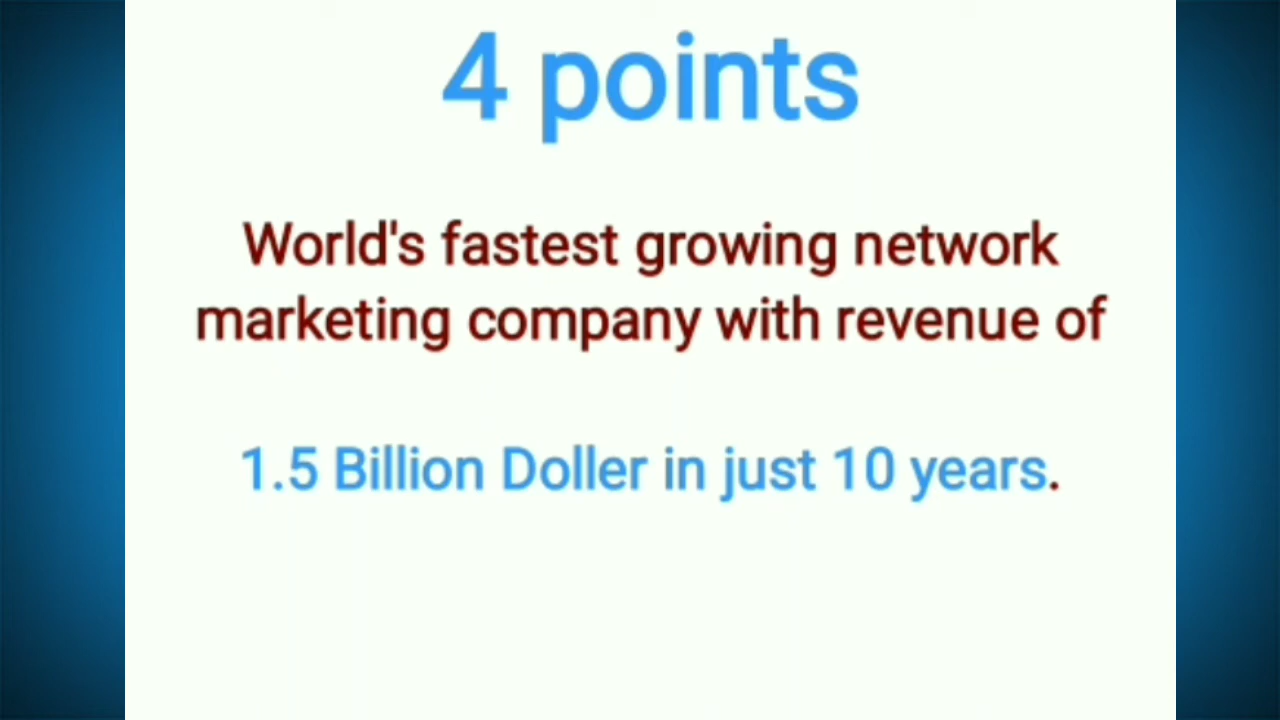 4 points
World's fastest growing network
marketing company with revenue of
1.5 Billion Doller in just 10 years.